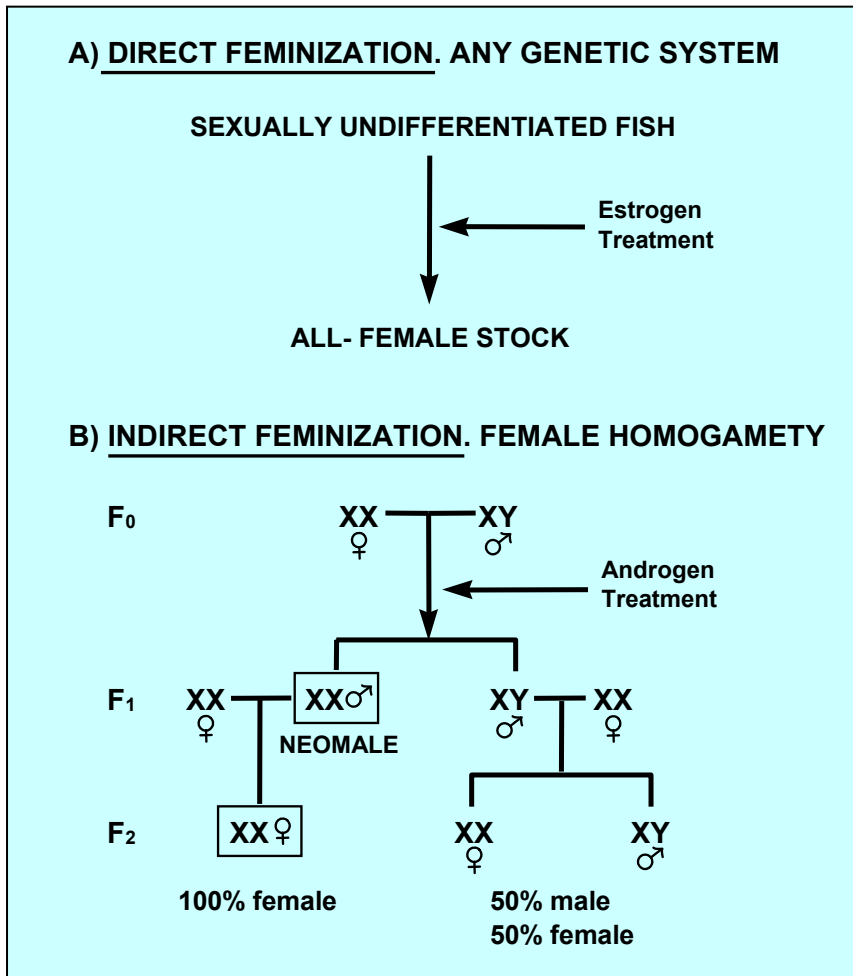 A) DIRECT FEMINIZATION. ANY GENETIC SYSTEM
SEXUALLY UNDIFFERENTIATED FISH
Estrogen
Treatment
ALL- FEMALE STOCK
B) INDIRECT FEMINIZATION. FEMALE HOMOGAMETY
F₀ XX XY
♀ ♂
Androgen
Treatment
F₁ XX XX♂ XY XX
♀ NEOMALE ♂ ♀
F₂ XX♀ XX XY
♀ ♂
100% female 50% male
50% female